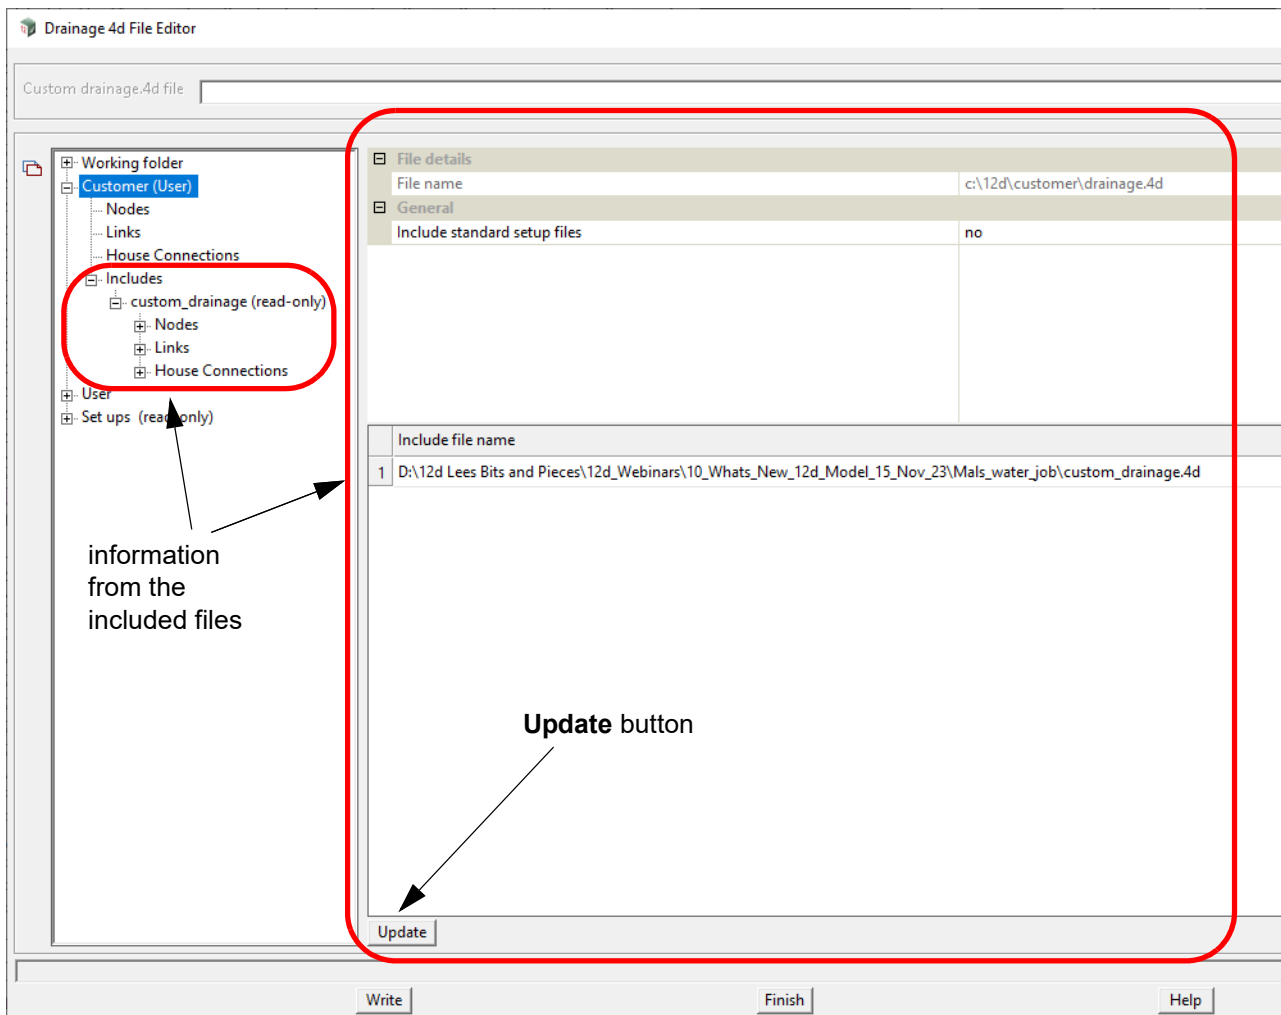 Drainage 4d File Editor
Custom drainage.4d file
Working folder
Customer (User)
Nodes
Links
House Connections
Includes
custom_drainage (read-only)
Nodes
Links
House Connections
User
Set ups (read-only)
File details
File name c:\12d\customer\drainage.4d
General
Include standard setup files no
Include file name
1 D:\12d Lees Bits and Pieces\12d_Webinars\10_Whats_New_12d_Model_15_Nov_23\Mals_water_job\custom_drainage.4d
information
from the
included files
Update button
Update
Write Finish Help